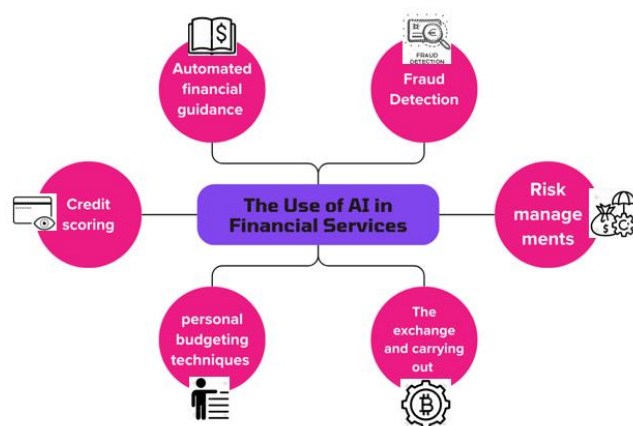 Automated
financial
guidance
FRAUD
DETECTION
Fraud
Detection
Credit
scoring
The Use of AI in
Financial Services
Risk
manage
ments
personal
budgeting
techniques
The
exchange
and carrying
out